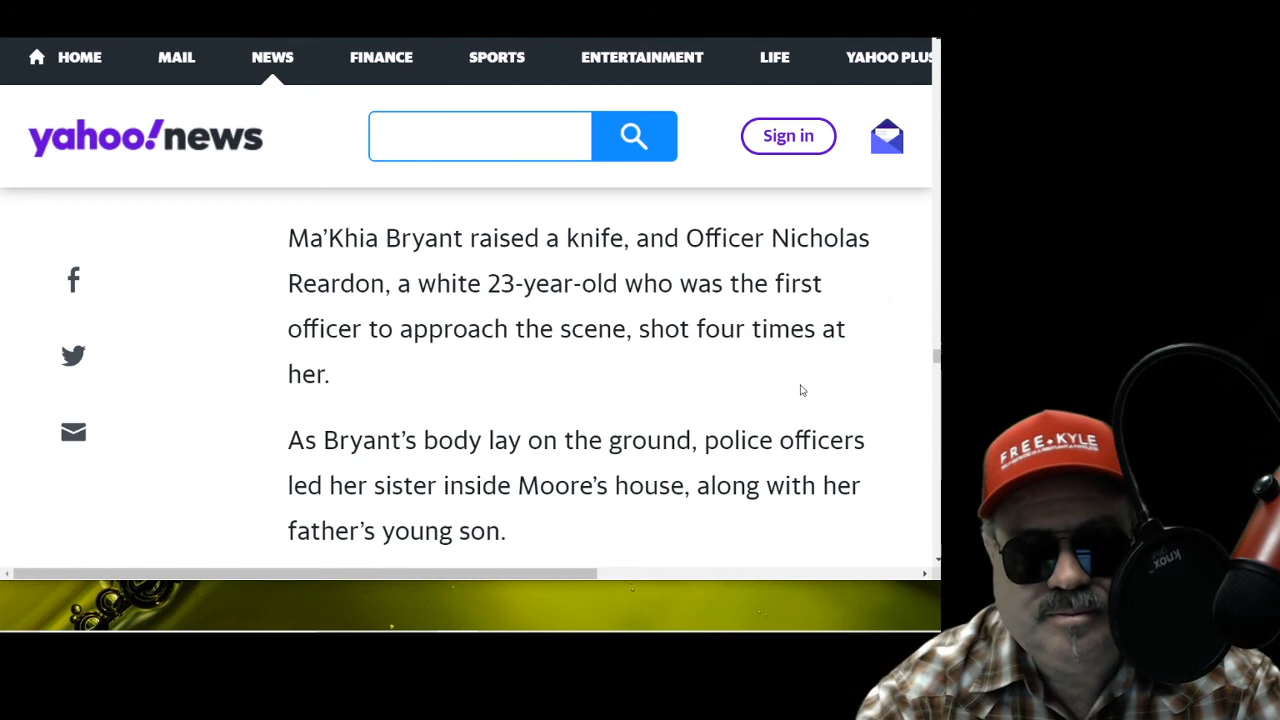 HOME MAIL NEWS FINANCE SPORTS ENTERTAINMENT LIFE YAHOO PLUS
yahoo!news
Sign in
Ma’Khia Bryant raised a knife, and Officer Nicholas
Reardon, a white 23-year-old who was the first
officer to approach the scene, shot four times at
her.
As Bryant’s body lay on the ground, police officers
led her sister inside Moore’s house, along with her
father’s young son.
FREE KYLE
knox